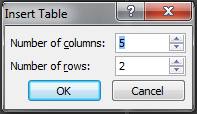 Insert Table
Number of columns: 5
Number of rows: 2
OK Cancel